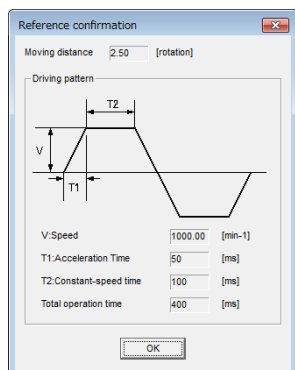 Reference confirmation
Moving distance 2.50 [rotation]
Driving pattern
T2
V
T1
V:Speed 1000.00 [min-1]
T1:Acceleration Time 50 [ms]
T2:Constant-speed time 100 [ms]
Total operation time 400 [ms]
OK